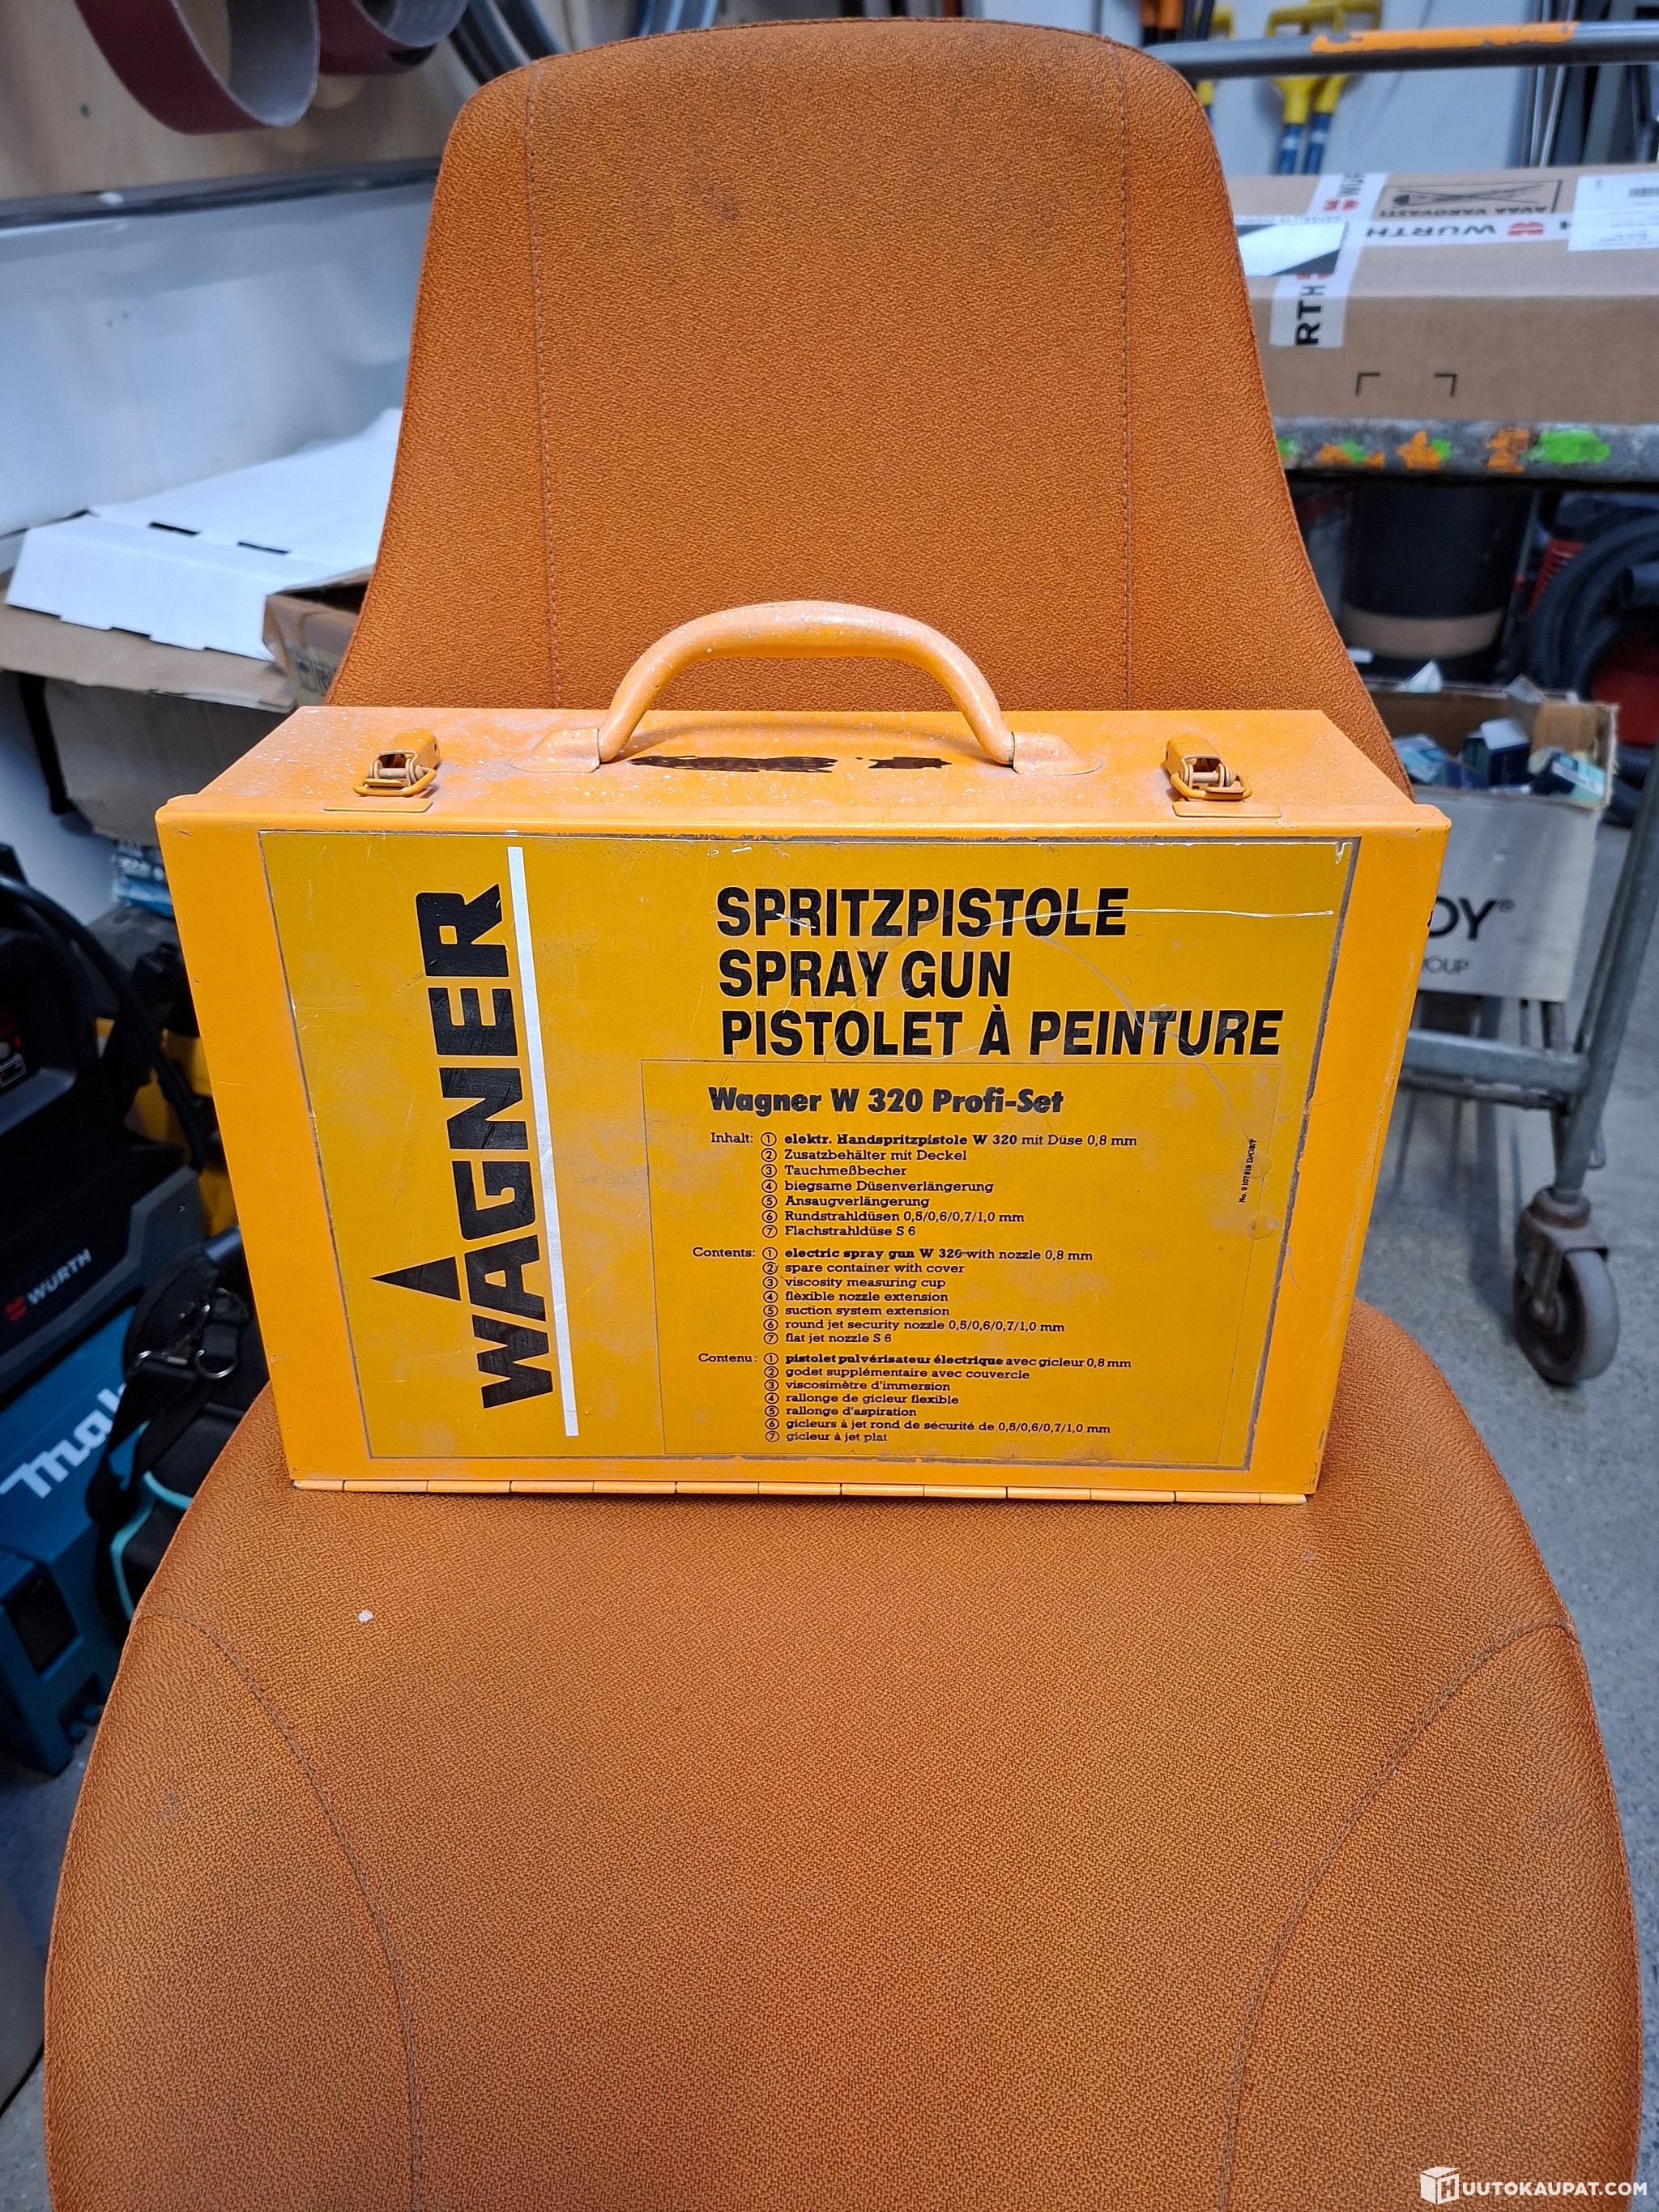 WURTH
RTH
WAGNER
SPRITZPISTOLE
SPRAY GUN
PISTOLET À PEINTURE
Wagner W 320 Profi-Set
Inhalt: ① elektr. Handspritzpistole W 320 mit Düse 0,8 mm
② Zusatzbehälter mit Deckel
③ Tauchmeßbecher
④ biegsame Düsenverlängerung
⑤ Ansaugverlängerung
⑥ Rundstrahldüsen 0,5/0,6/0,7/1,0 mm
⑦ Flachstrahldüse S 6
Contents: ① electric spray gun W 320 with nozzle 0,8 mm
② spare container with cover
③ viscosity measuring cup
④ flexible nozzle extension
⑤ suction system extension
⑥ round jet security nozzle 0,5/0,6/0,7/1,0 mm
⑦ flat jet nozzle S 6
Contenu: ① pistolet pulvérisateur électrique avec gicleur 0,8 mm
② godet supplémentaire avec couvercle
③ viscosimètre d'immersion
④ rallonge de gicleur flexible
⑤ rallonge d'aspiration
⑥ gicleurs à jet rond de sécurité de 0,5/0,6/0,7/1,0 mm
⑦ gicleur à jet plat
WÜRTH
HUUTOKAUPAT.COM